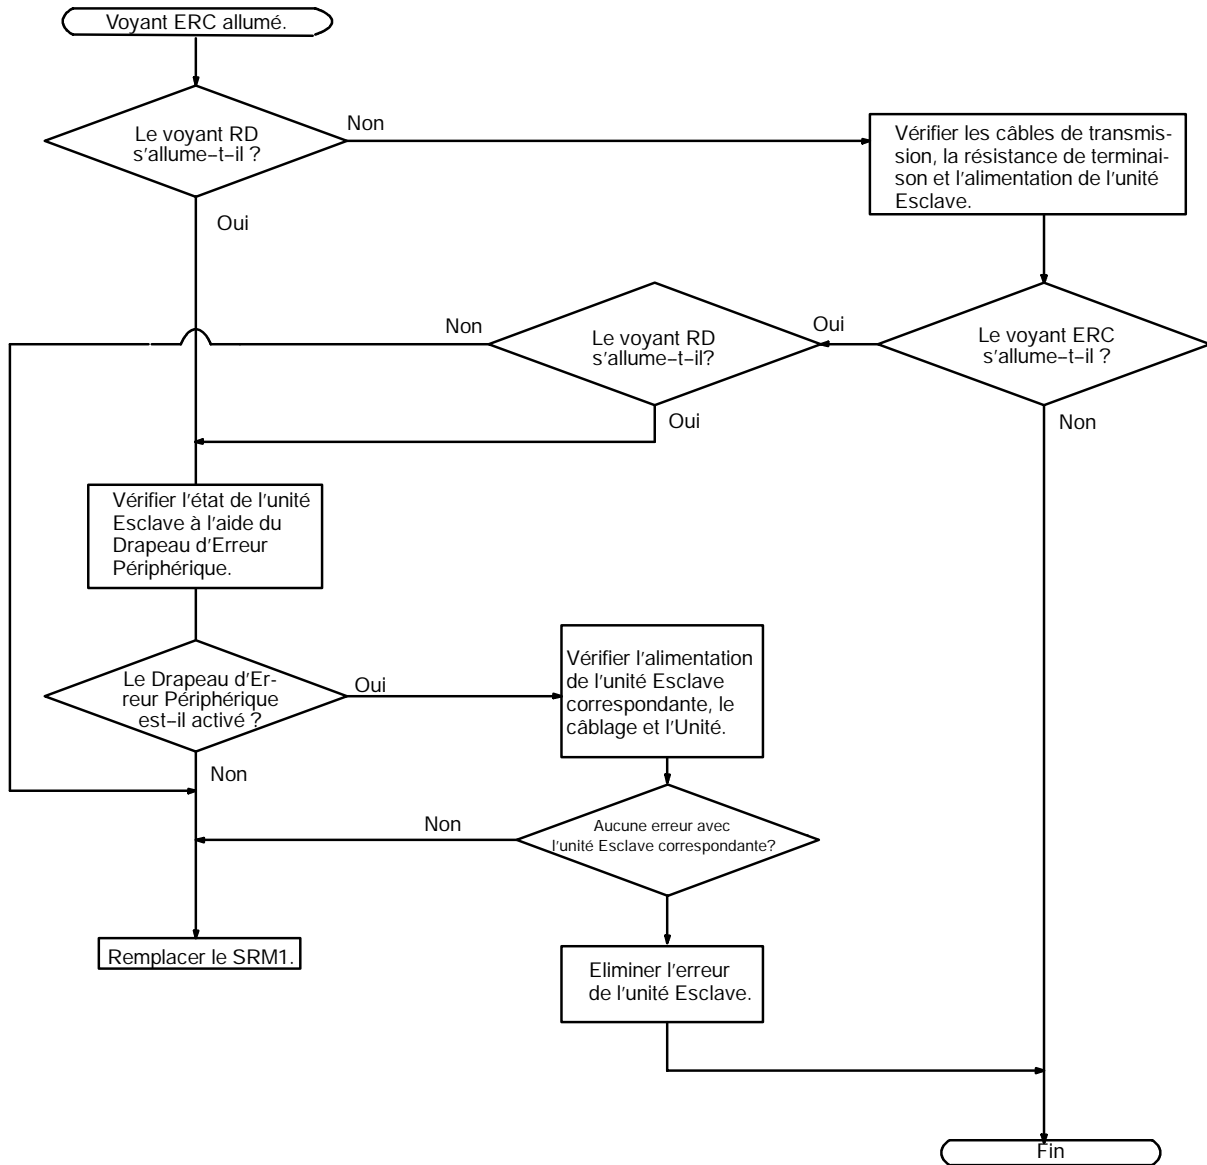 Voyant ERC allumé.
Le voyant RD
s'allume-t-il ?
Non
Vérifier les câbles de transmis-
sion, la résistance de terminai-
son et l'alimentation de l'unité
Esclave.
Oui
Non
Le voyant RD
s'allume-t-il?
Oui
Le voyant ERC
s'allume-t-il ?
Oui
Non
Vérifier l'état de l'unité
Esclave à l'aide du
Drapeau d'Erreur
Périphérique.
Le Drapeau d'Er-
reur Périphérique
est-il activé ?
Oui
Vérifier l'alimentation
de l'unité Esclave
correspondante, le
câblage et l'Unité.
Non
Non
Aucune erreur avec
l'unité Esclave correspondante?
Remplacer le SRM1.
Eliminer l'erreur
de l'unité Esclave.
Fin